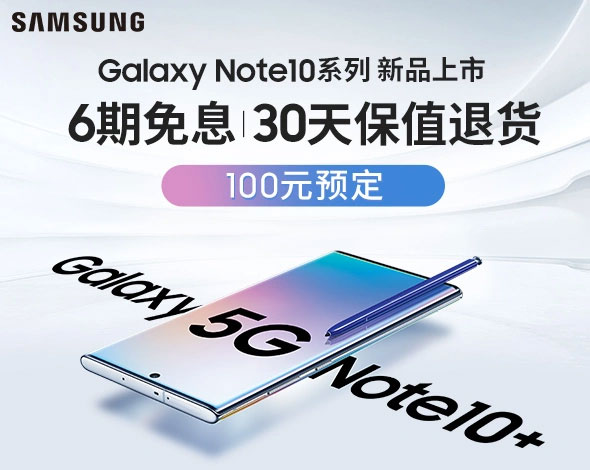 SAMSUNG
Galaxy Note10系列 新品上市
6期免息|30天保值退货
100元预定
Galaxy
5G
Note10+